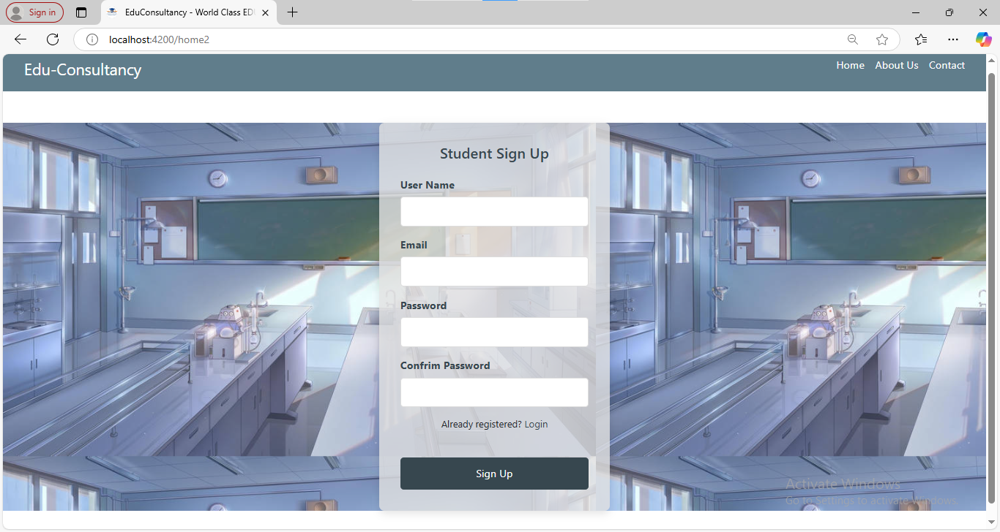 Sign in
EduConsultancy - World Class ED
localhost:4200/home2
Edu-Consultancy
Home About Us Contact
Student Sign Up
User Name
Email
Password
Confrim Password
Already registered? Login
Sign Up
Activate Windows
Go to Settings to activate Windows.